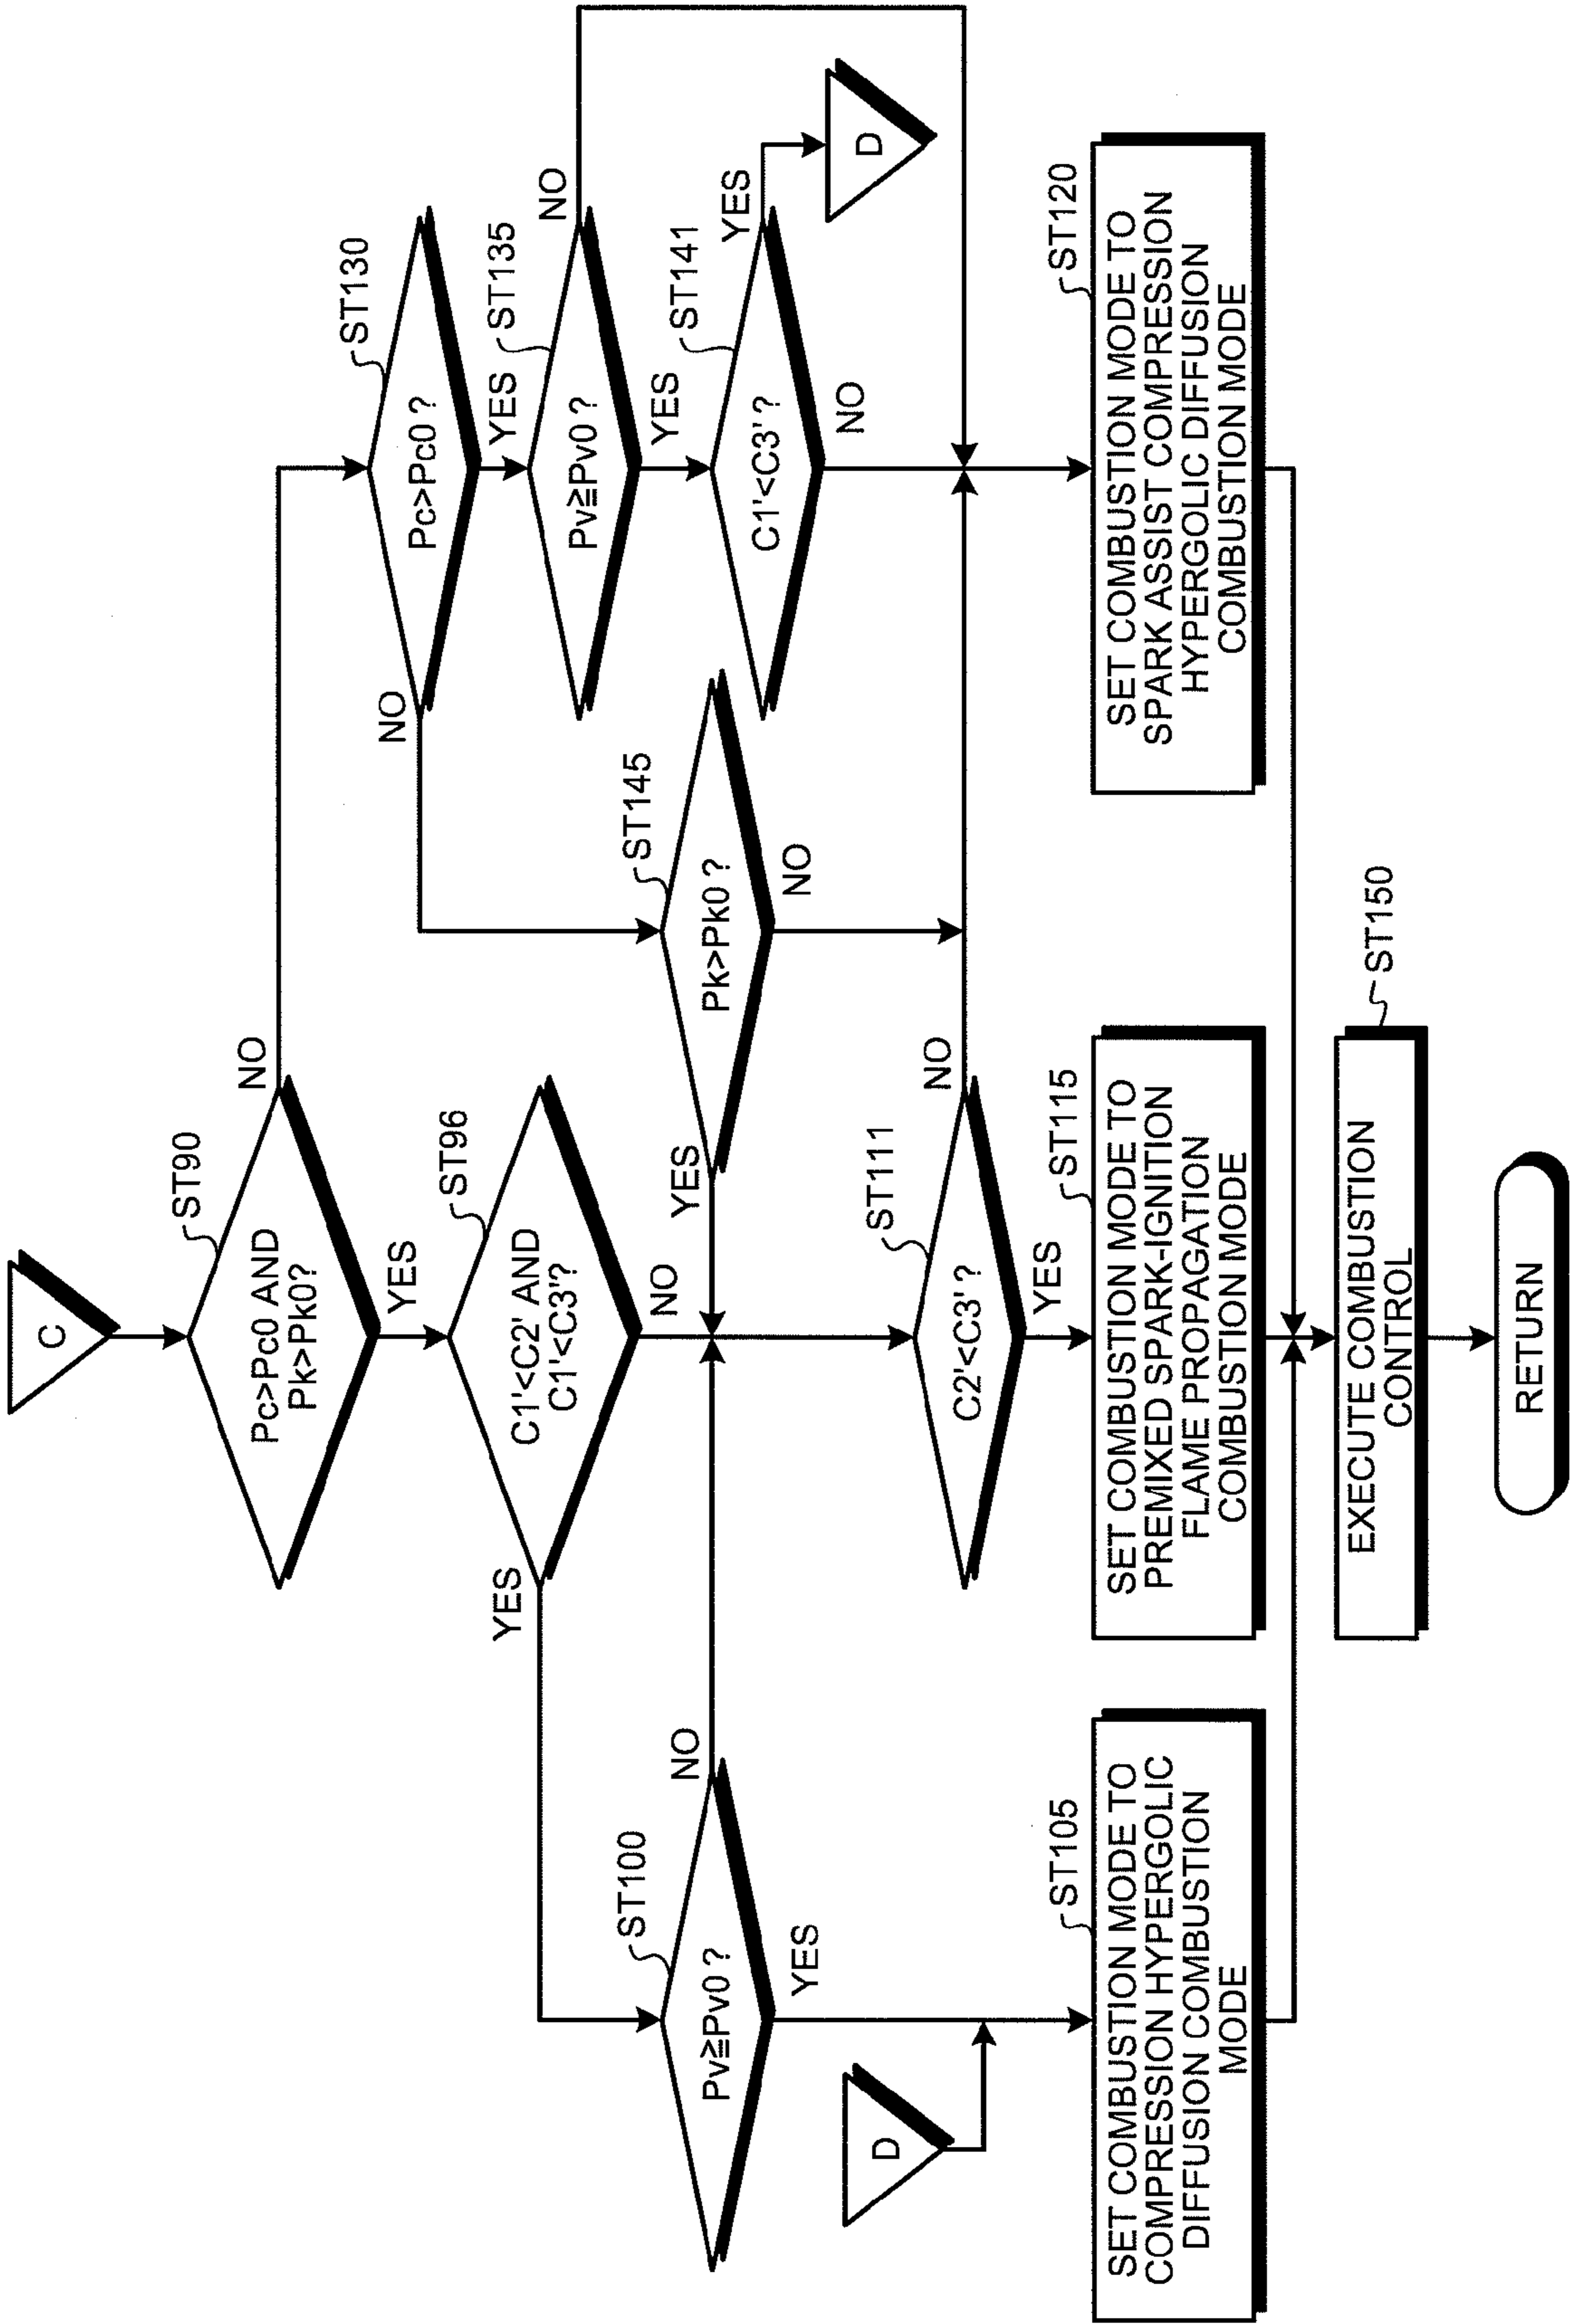 C
ST90
Pc>Pc0 AND
Pk>Pk0?
NO
YES
ST130
Pc>Pc0 ?
NO
YES
ST96
C1'<C2' AND
C1'<C3'?
YES
NO
ST135
Pv≧Pv0 ?
NO
YES
ST100
Pv≧Pv0 ?
NO
YES
ST145
Pk>Pk0 ?
YES
NO
ST141
C1'<C3' ?
YES
NO
D
D
ST111
C2'<C3' ?
NO
YES
ST105
SET COMBUSTION MODE TO
COMPRESSION HYPERGOLIC
DIFFUSION COMBUSTION
MODE
ST115
SET COMBUSTION MODE TO
PREMIXED SPARK-IGNITION
FLAME PROPAGATION
COMBUSTION MODE
ST120
SET COMBUSTION MODE TO
SPARK ASSIST COMPRESSION
HYPERGOLIC DIFFUSION
COMBUSTION MODE
ST150
EXECUTE COMBUSTION
CONTROL
RETURN